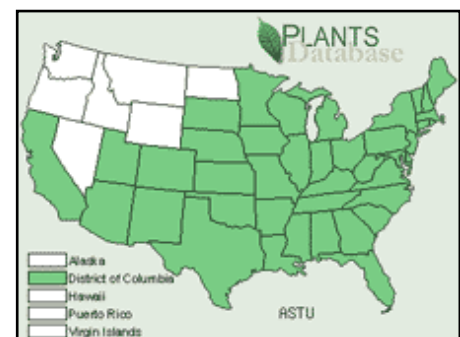 PLANTS
Database
Alaska
District of Columbia
Hawaii
Puerto Rico
Virgin Islands
ASTU